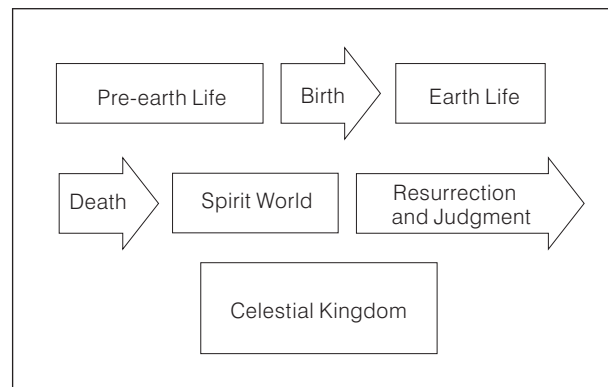 Pre-earth Life
Birth
Earth Life
Death
Spirit World
Resurrection
and Judgment
Celestial Kingdom